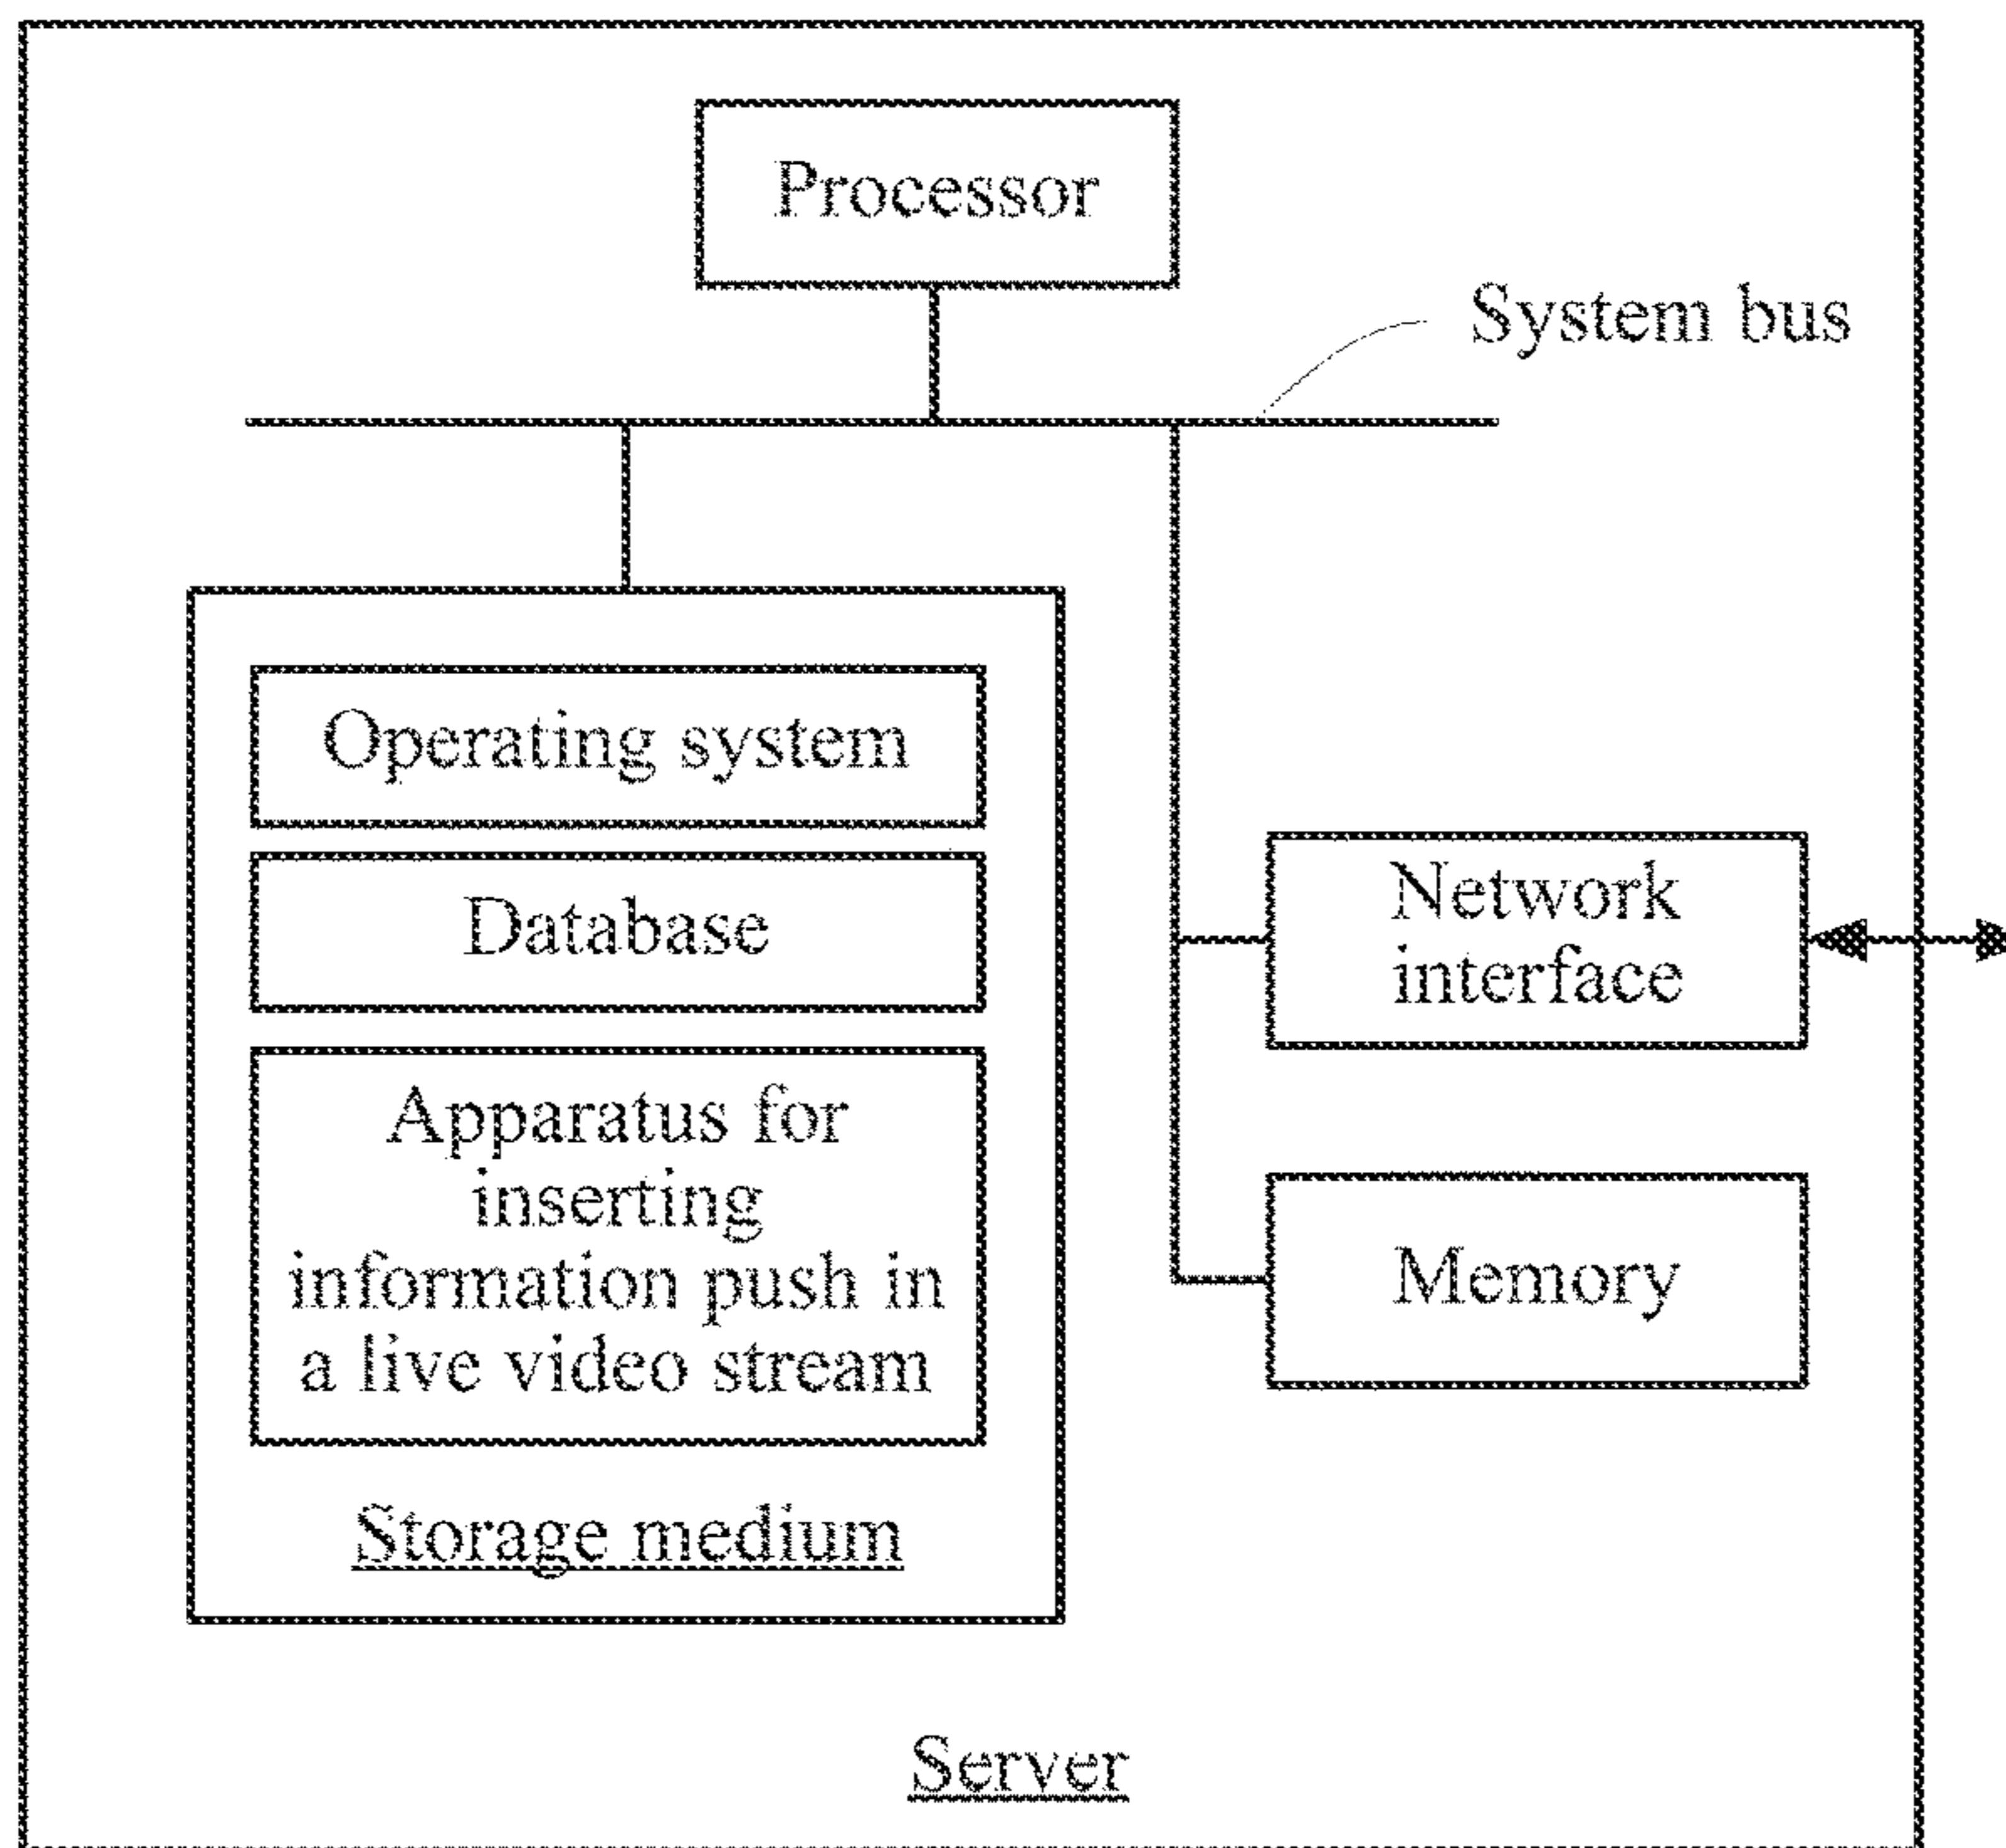 Processor
System bus
Operating system
Database
Apparatus for
inserting
information push in
a live video stream
Storage medium
Network
interface
Memory
Server